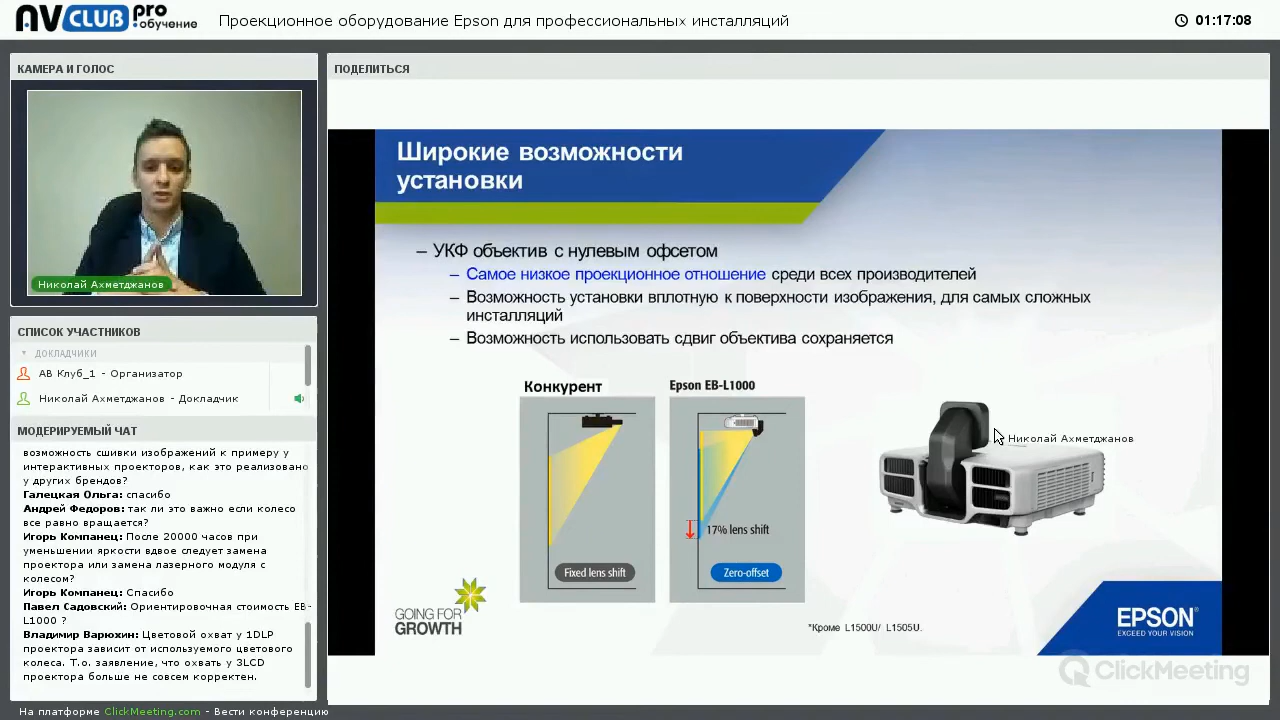 AV CLUB pro обучение
Проекционное оборудование Epson для профессиональных инсталляций
01:17:08
КАМЕРА И ГОЛОС
Николай Ахметджанов
СПИСОК УЧАСТНИКОВ
ДОКЛАДЧИКИ
АВ Клуб_1 - Организатор
Николай Ахметджанов - Докладчик
МОДЕРИРУЕМЫЙ ЧАТ
возможность сшивки изображений к примеру у
интерактивных проекторов, как это реализовано
у других брендов?
Галецкая Ольга: спасибо
Андрей Федоров: так ли это важно если колесо
все равно вращается?
Игорь Компанец: После 20000 часов при
уменьшении яркости вдвое следует замена
проектора или замена лазерного модуля с
колесом?
Игорь Компанец: Спасибо
Павел Садовский: Ориентировочная стоимость EB-
L1000 ?
Владимир Варюхин: Цветовой охват у 1DLP
проектора зависит от используемого цветового
колеса. Т.о. заявление, что охвать у 3LCD
проектора больше не совсем корректен.
На платформе ClickMeeting.com - Вести конференцию
ПОДЕЛИТЬСЯ
Широкие возможности
установки
– УКФ объектив с нулевым офсетом
– Самое низкое проекционное отношение среди всех производителей
– Возможность установки вплотную к поверхности изображения, для самых сложных
инсталляций
– Возможность использовать сдвиг объектива сохраняется
Конкурент
Fixed lens shift
Epson EB-L1000
17% lens shift
Zero-offset
Николай Ахметджанов
GOING FOR
GROWTH
*Кроме L1500U/ L1505U.
EPSON®
EXCEED YOUR VISION
ClickMeeting